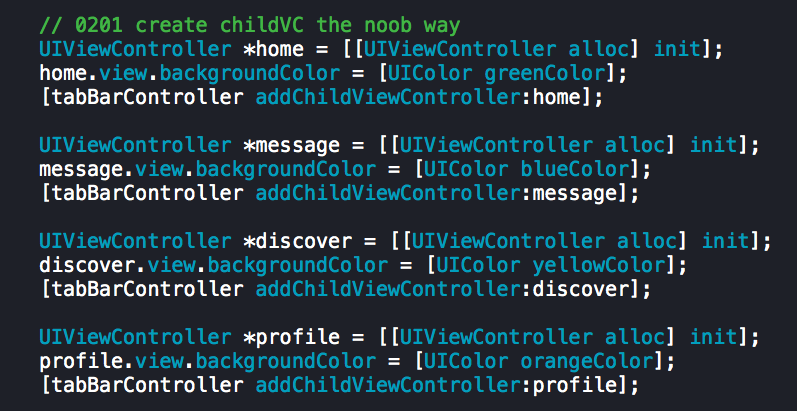 // 0201 create childVC the noob way
UIViewController *home = [[UIViewController alloc] init];
home.view.backgroundColor = [UIColor greenColor];
[tabBarController addChildViewController:home];

UIViewController *message = [[UIViewController alloc] init];
message.view.backgroundColor = [UIColor blueColor];
[tabBarController addChildViewController:message];

UIViewController *discover = [[UIViewController alloc] init];
discover.view.backgroundColor = [UIColor yellowColor];
[tabBarController addChildViewController:discover];

UIViewController *profile = [[UIViewController alloc] init];
profile.view.backgroundColor = [UIColor orangeColor];
[tabBarController addChildViewController:profile];